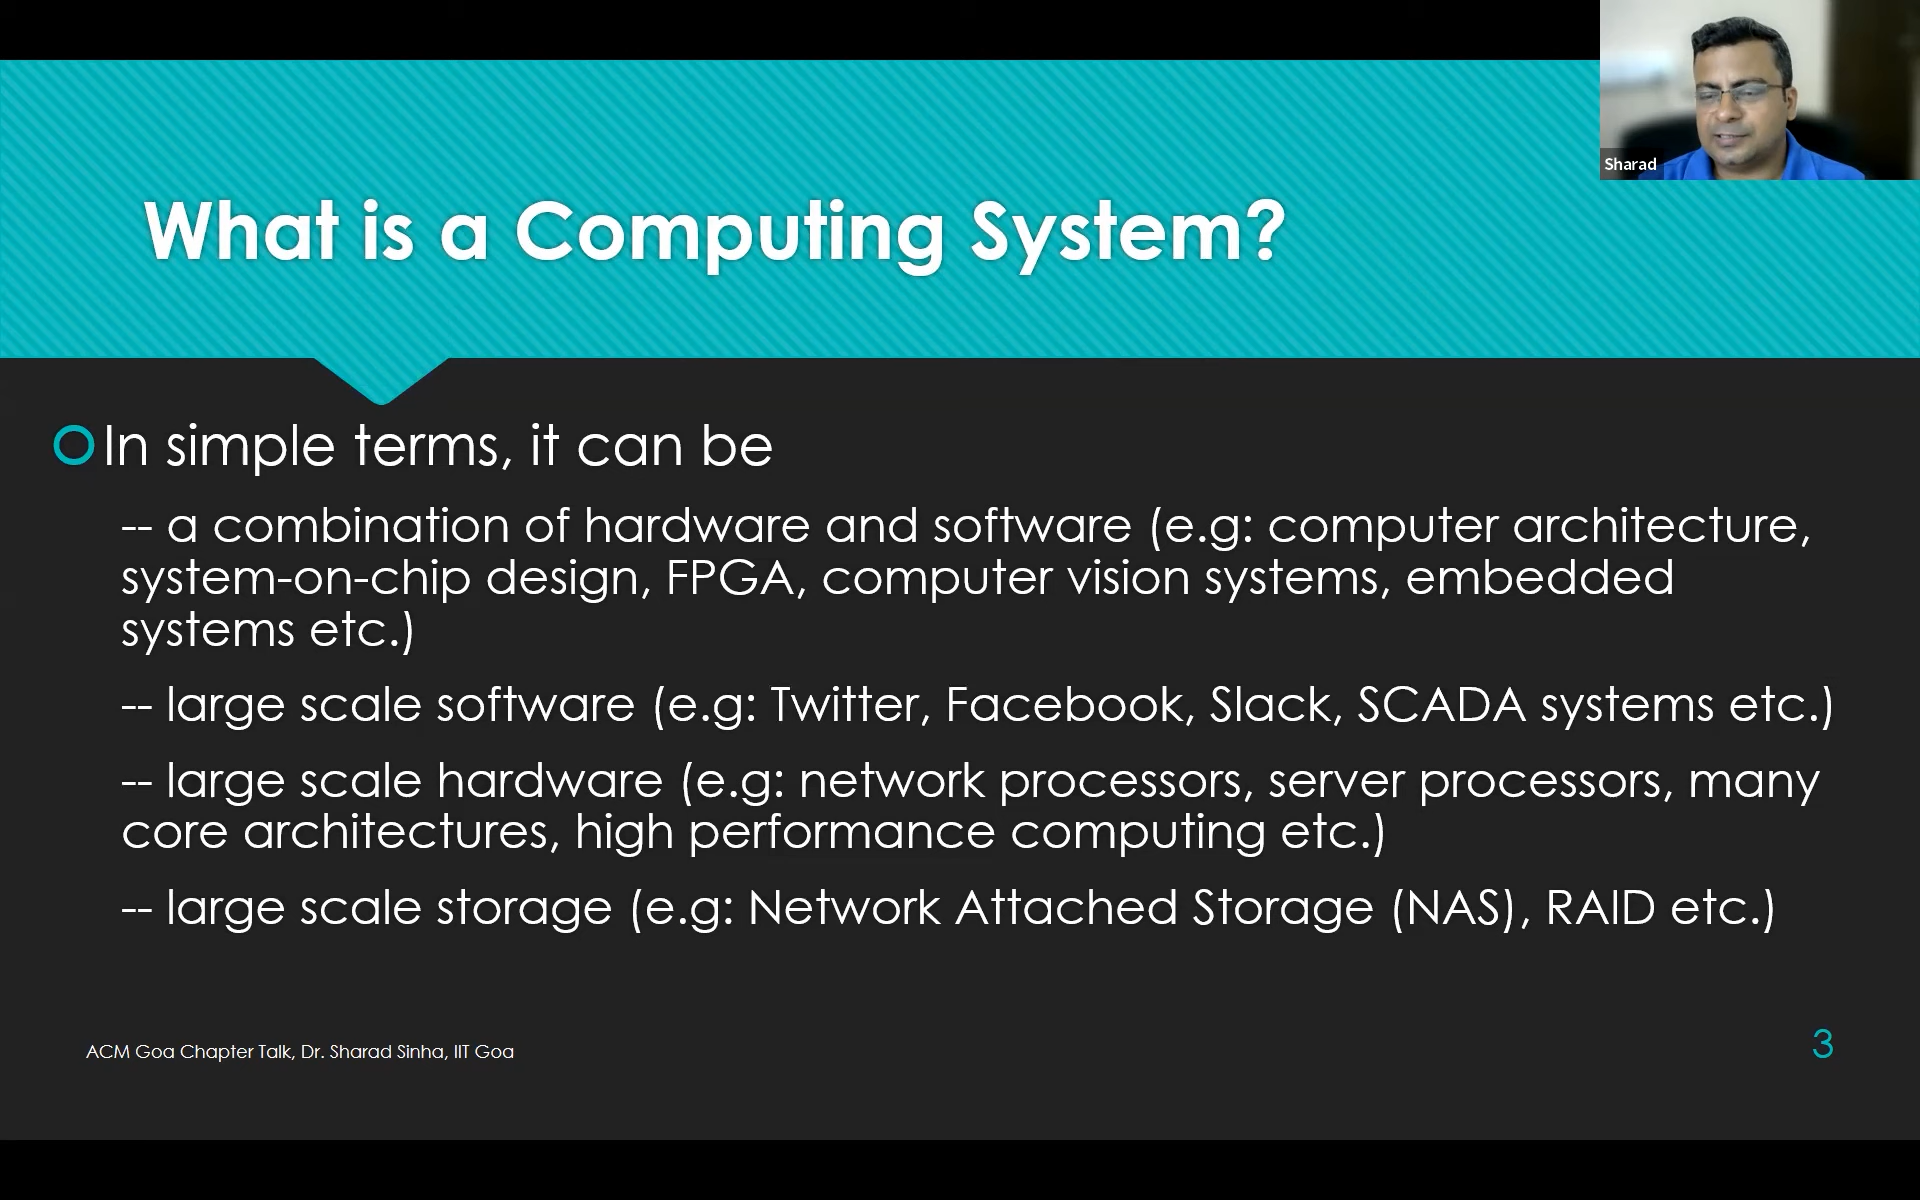 Sharad
What is a Computing System?
In simple terms, it can be
-- a combination of hardware and software (e.g: computer architecture,
system-on-chip design, FPGA, computer vision systems, embedded
systems etc.)
-- large scale software (e.g: Twitter, Facebook, Slack, SCADA systems etc.)
-- large scale hardware (e.g: network processors, server processors, many
core architectures, high performance computing etc.)
-- large scale storage (e.g: Network Attached Storage (NAS), RAID etc.)
ACM Goa Chapter Talk, Dr. Sharad Sinha, IIT Goa
3